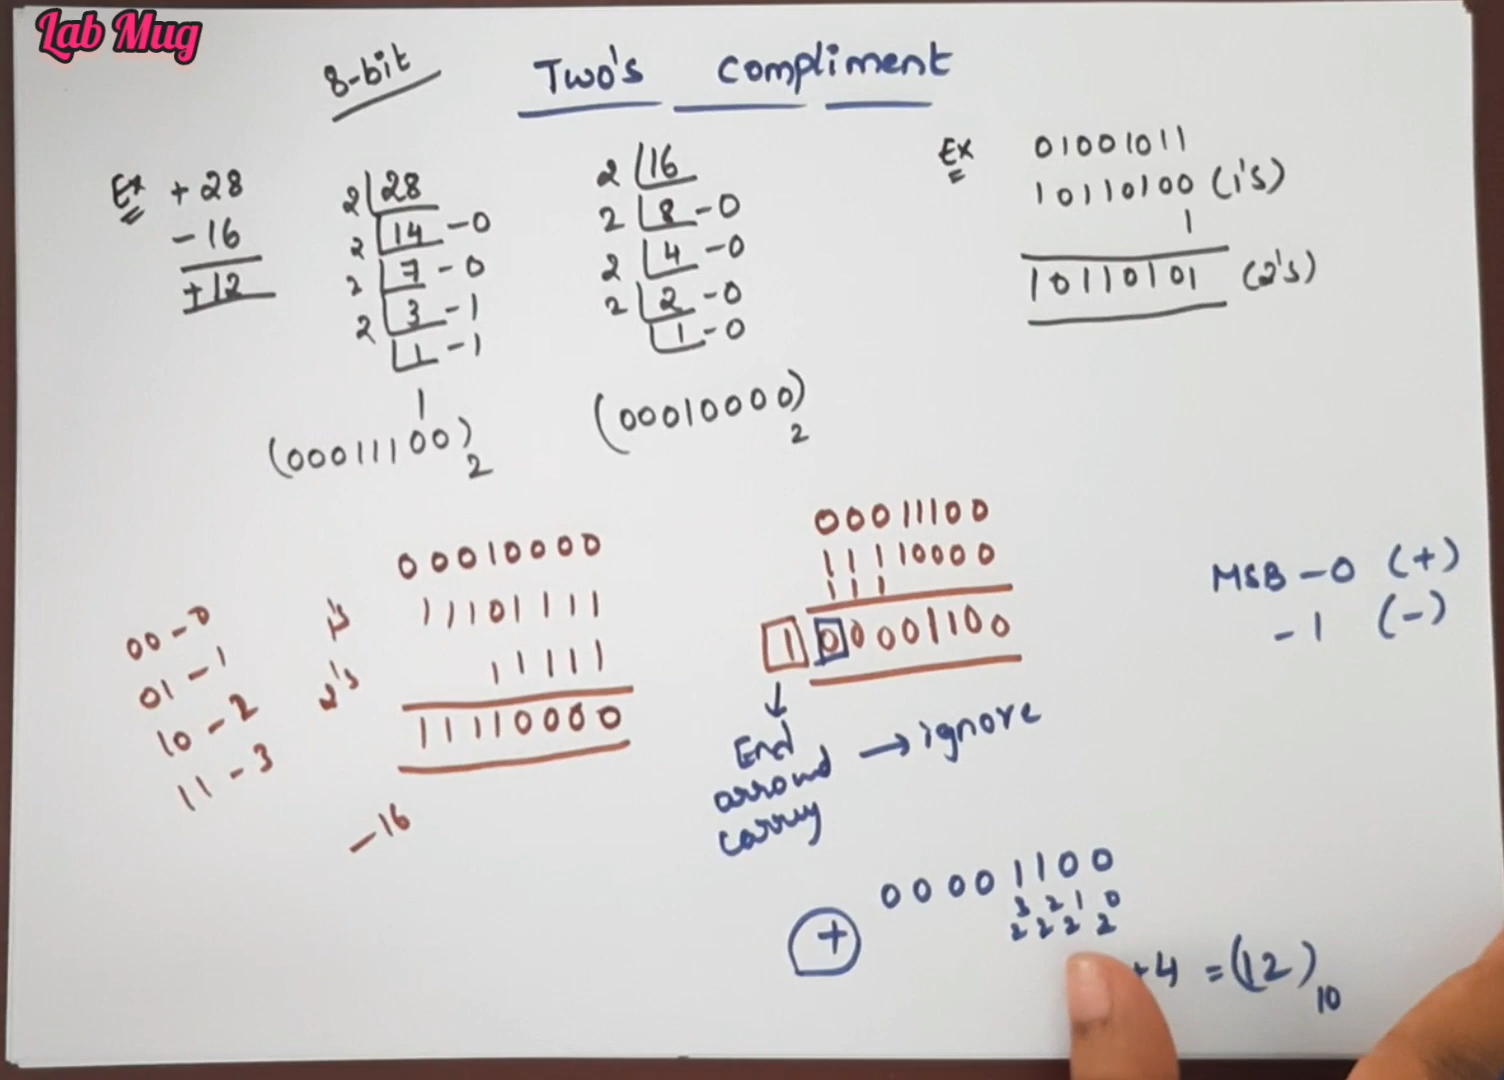 Lab Mug
8-bit Two's compliment
Ex + 28
- 16
+12
2 28
2 14 - 0
2 7 - 0
2 3 - 1
1 - 1
1
(00011100)2
2 16
2 8 - 0
2 4 - 0
2 2 - 0
1 - 0
(00010000)2
Ex 01001011
10110100 (1's)
1
10110101 (2's)
00 - 0
01 - 1
10 - 2
11 - 3
00010000
1's 11101111
2's 11111
11110000
-16
00011100
11110000
111
1 00001100
End
arround → ignore
carry
MSB - 0 (+)
- 1 (-)
+ 00001100
3 2 1 0
2 2 2 2
+4 = (12)10